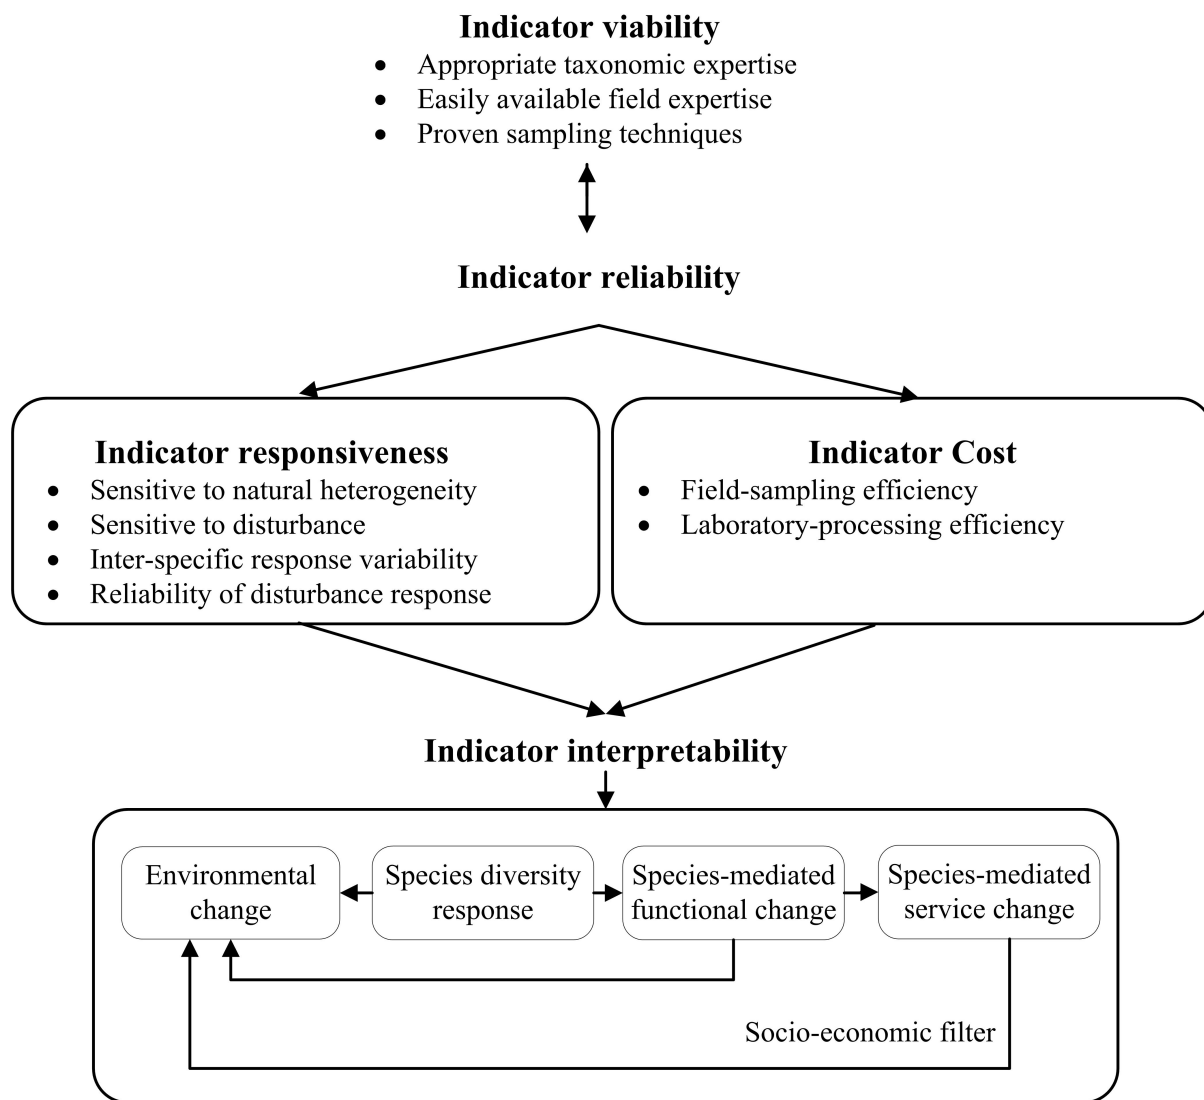 Indicator viability
• Appropriate taxonomic expertise
• Easily available field expertise
• Proven sampling techniques
Indicator reliability
Indicator responsiveness
• Sensitive to natural heterogeneity
• Sensitive to disturbance
• Inter-specific response variability
• Reliability of disturbance response
Indicator Cost
• Field-sampling efficiency
• Laboratory-processing efficiency
Indicator interpretability
Environmental
change
Species diversity
response
Species-mediated
functional change
Species-mediated
service change
Socio-economic filter